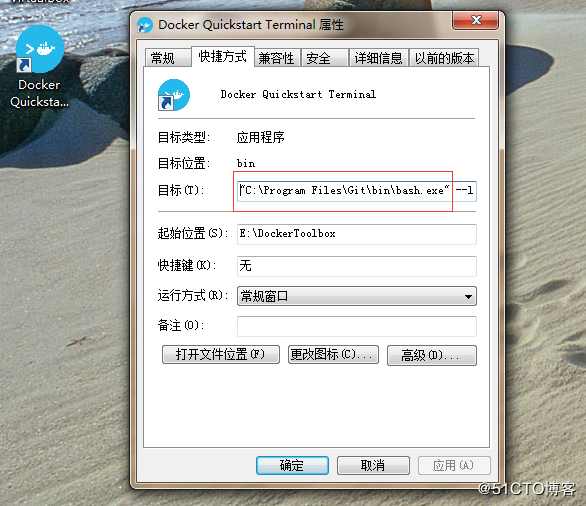 Docker
Quicksta...
Docker Quickstart Terminal 属性
常规 快捷方式 兼容性 安全 详细信息 以前的版本
Docker Quickstart Terminal
目标类型: 应用程序
目标位置: bin
目标(T): "C:\Program Files\Git\bin\bash.exe" --l
起始位置(S): E:\DockerToolbox
快捷键(K): 无
运行方式(R): 常规窗口
备注(O):
打开文件位置(F) 更改图标(C)... 高级(D)...
确定 取消 应用(A)
@51CTO博客